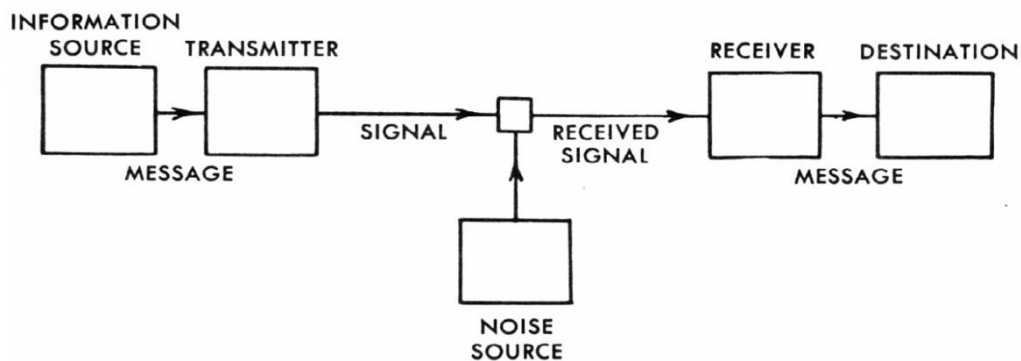 INFORMATION
SOURCE
TRANSMITTER
RECEIVER
DESTINATION
SIGNAL
RECEIVED
SIGNAL
MESSAGE
MESSAGE
NOISE
SOURCE